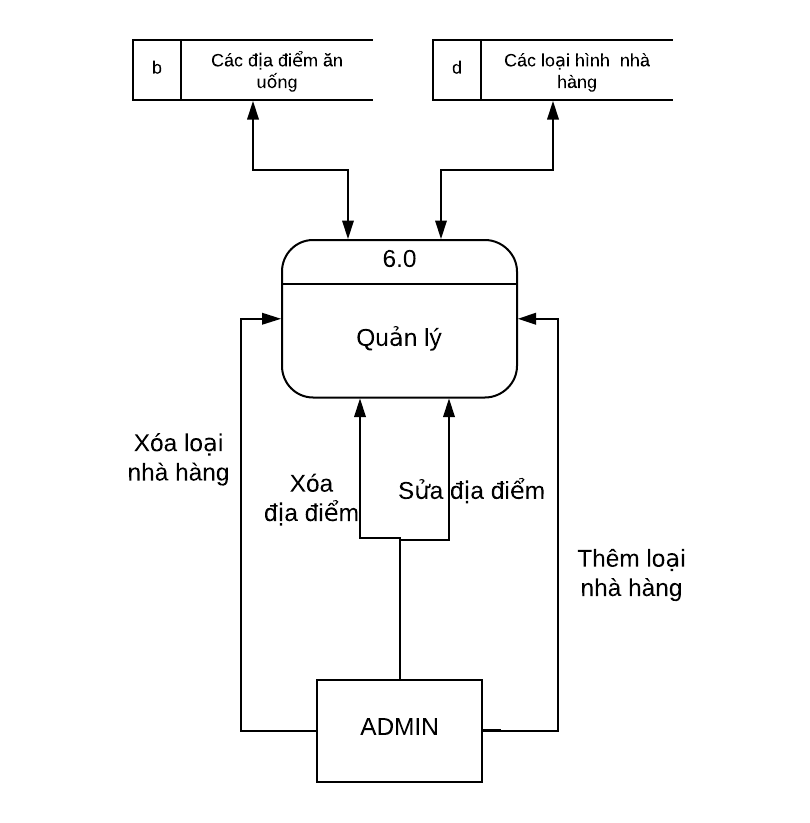 b
Các địa điểm ăn
uống
d
Các loại hình nhà
hàng
6.0
Quản lý
Xóa loại
nhà hàng
Xóa
địa điểm
Sửa địa điểm
Thêm loại
nhà hàng
ADMIN